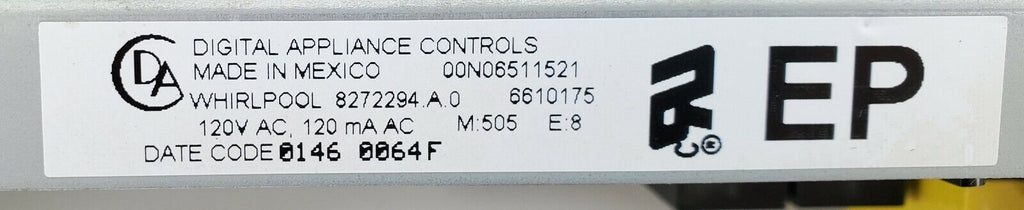 DIGITAL APPLIANCE CONTROLS
MADE IN MEXICO 00N06511521
WHIRLPOOL 8272294.A.0 6610175
120V AC, 120 mA AC M:505 E:8
DATE CODE 0146 0064F
CDA
EP